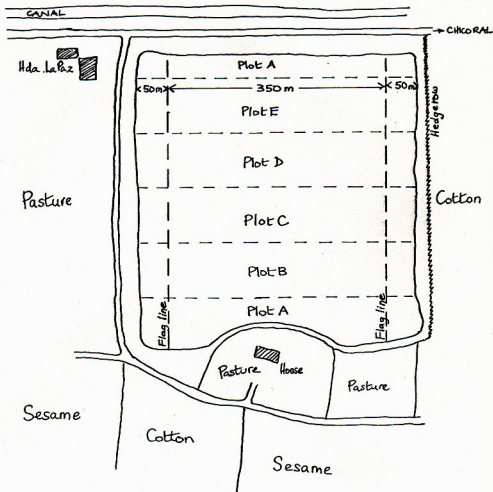 CANAL
→ CHICORAL
Hda. La Paz
Plot A
50m 350m 50m
Plot E
Hedgerow
Plot D
Pasture
Cotton
Plot C
Plot B
Flag line
Plot A
Flag line
Pasture
House
Pasture
Sesame
Cotton
Sesame